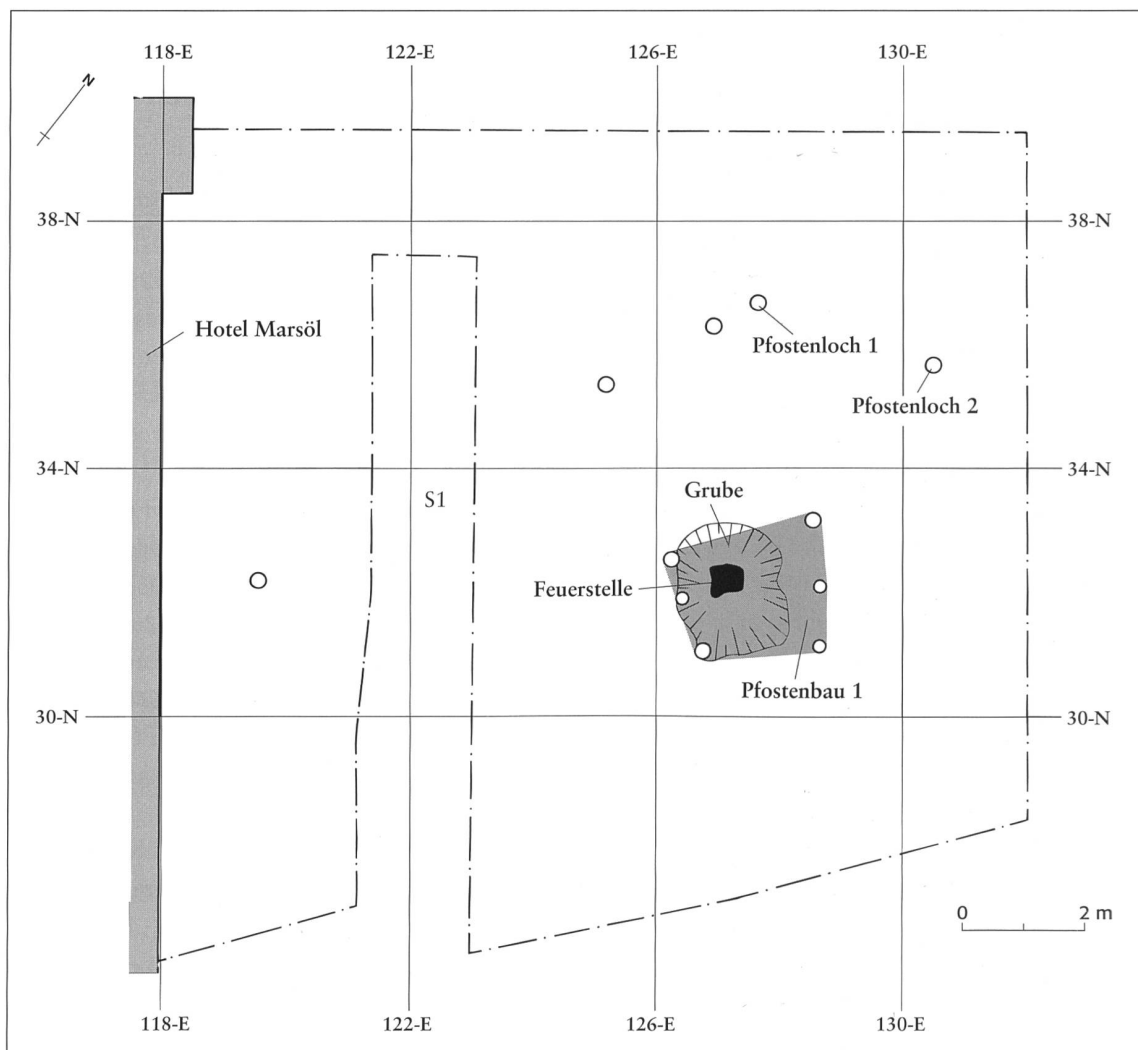 118-E
122-E
126-E
130-E
N
38-N
38-N
Hotel Marsöl
Pfostenloch 1
Pfostenloch 2
34-N
34-N
Grube
S1
Feuerstelle
Pfostenbau 1
30-N
30-N
0
2 m
118-E
122-E
126-E
130-E